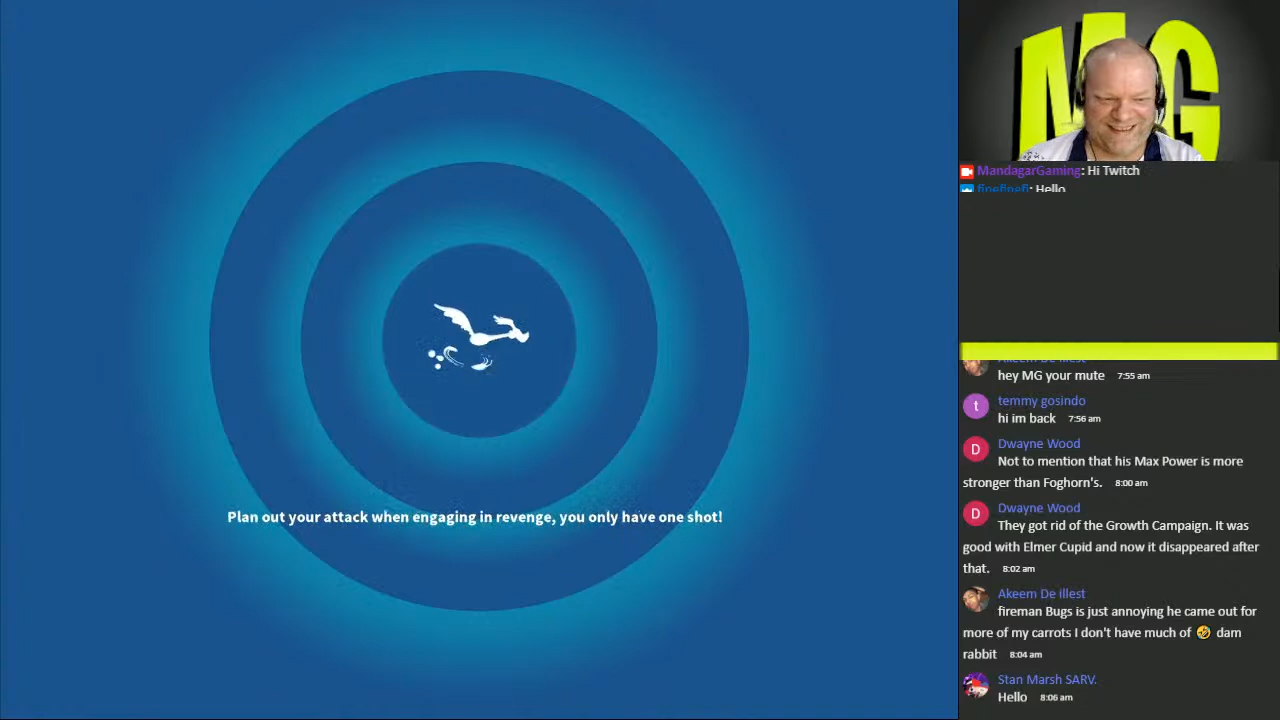 MG
MandagarGaming: Hi Twitch
finefinefi: Hello
Plan out your attack when engaging in revenge, you only have one shot!
Akeem De illest
hey MG your mute 7:55 am
t temmy gosindo
hi im back 7:56 am
D Dwayne Wood
Not to mention that his Max Power is more
stronger than Foghorn's. 8:00 am
D Dwayne Wood
They got rid of the Growth Campaign. It was
good with Elmer Cupid and now it disappeared after
that. 8:02 am
Akeem De illest
fireman Bugs is just annoying he came out for
more of my carrots I don't have much of 🤣 dam
rabbit 8:04 am
Stan Marsh SARV.
Hello 8:06 am